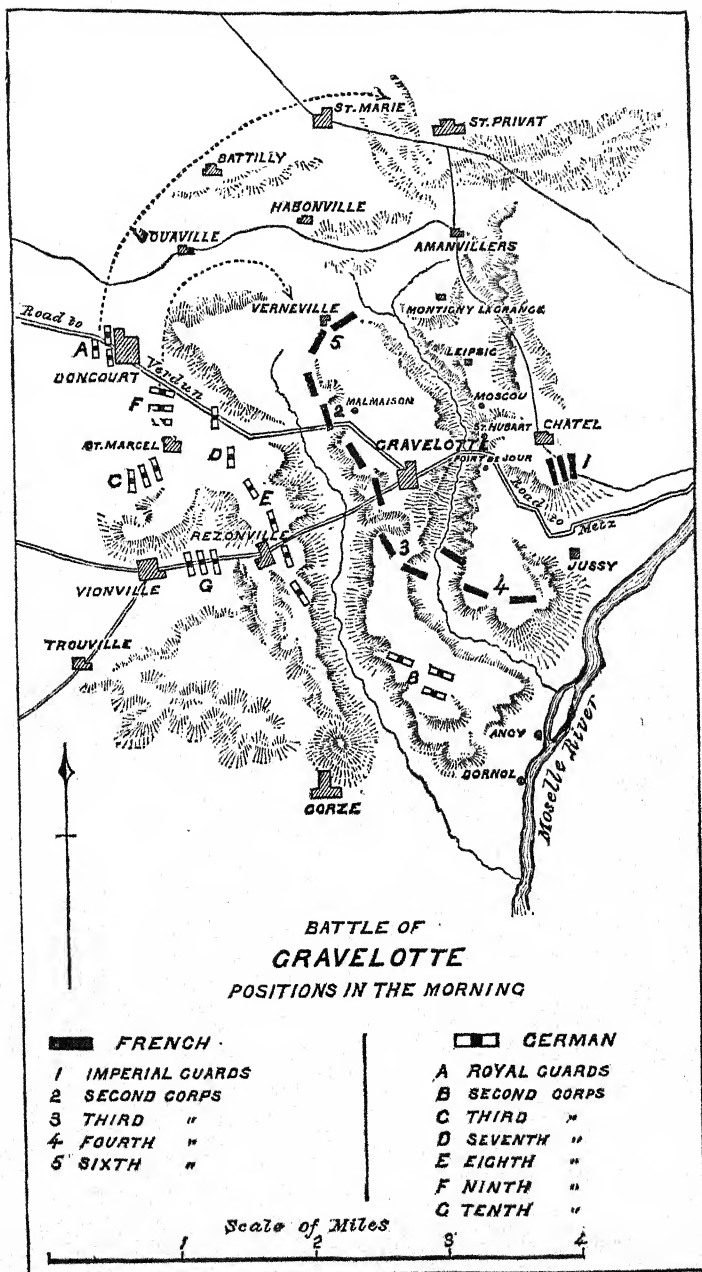 ST. MARIE
ST. PRIVAT
BATTILLY
HABONVILLE
JOUAVILLE
AMANVILLERS
VERNEVILLE
MONTIGNY LAGRANGE
Road to
A
5
LEIPSIG
DONCOURT
Verdun
F
2
MALMAISON
MOSCOU
ST. HUBART
CHATEL
ST. MARCEL
D
GRAVELOTTE
POINT DE JOUR
1
C
E
Road to
Metz
REZONVILLE
3
JUSSY
VIONVILLE
G
4
TROUVILLE
B
ANCY
DORNOL
Moselle River
GORZE
BATTLE OF
GRAVELOTTE
POSITIONS IN THE MORNING
FRENCH
1 IMPERIAL GUARDS
2 SECOND CORPS
3 THIRD "
4 FOURTH "
5 SIXTH "
GERMAN
A ROYAL GUARDS
B SECOND CORPS
C THIRD "
D SEVENTH "
E EIGHTH "
F NINTH "
G TENTH "
Scale of Miles
1 2 3 4